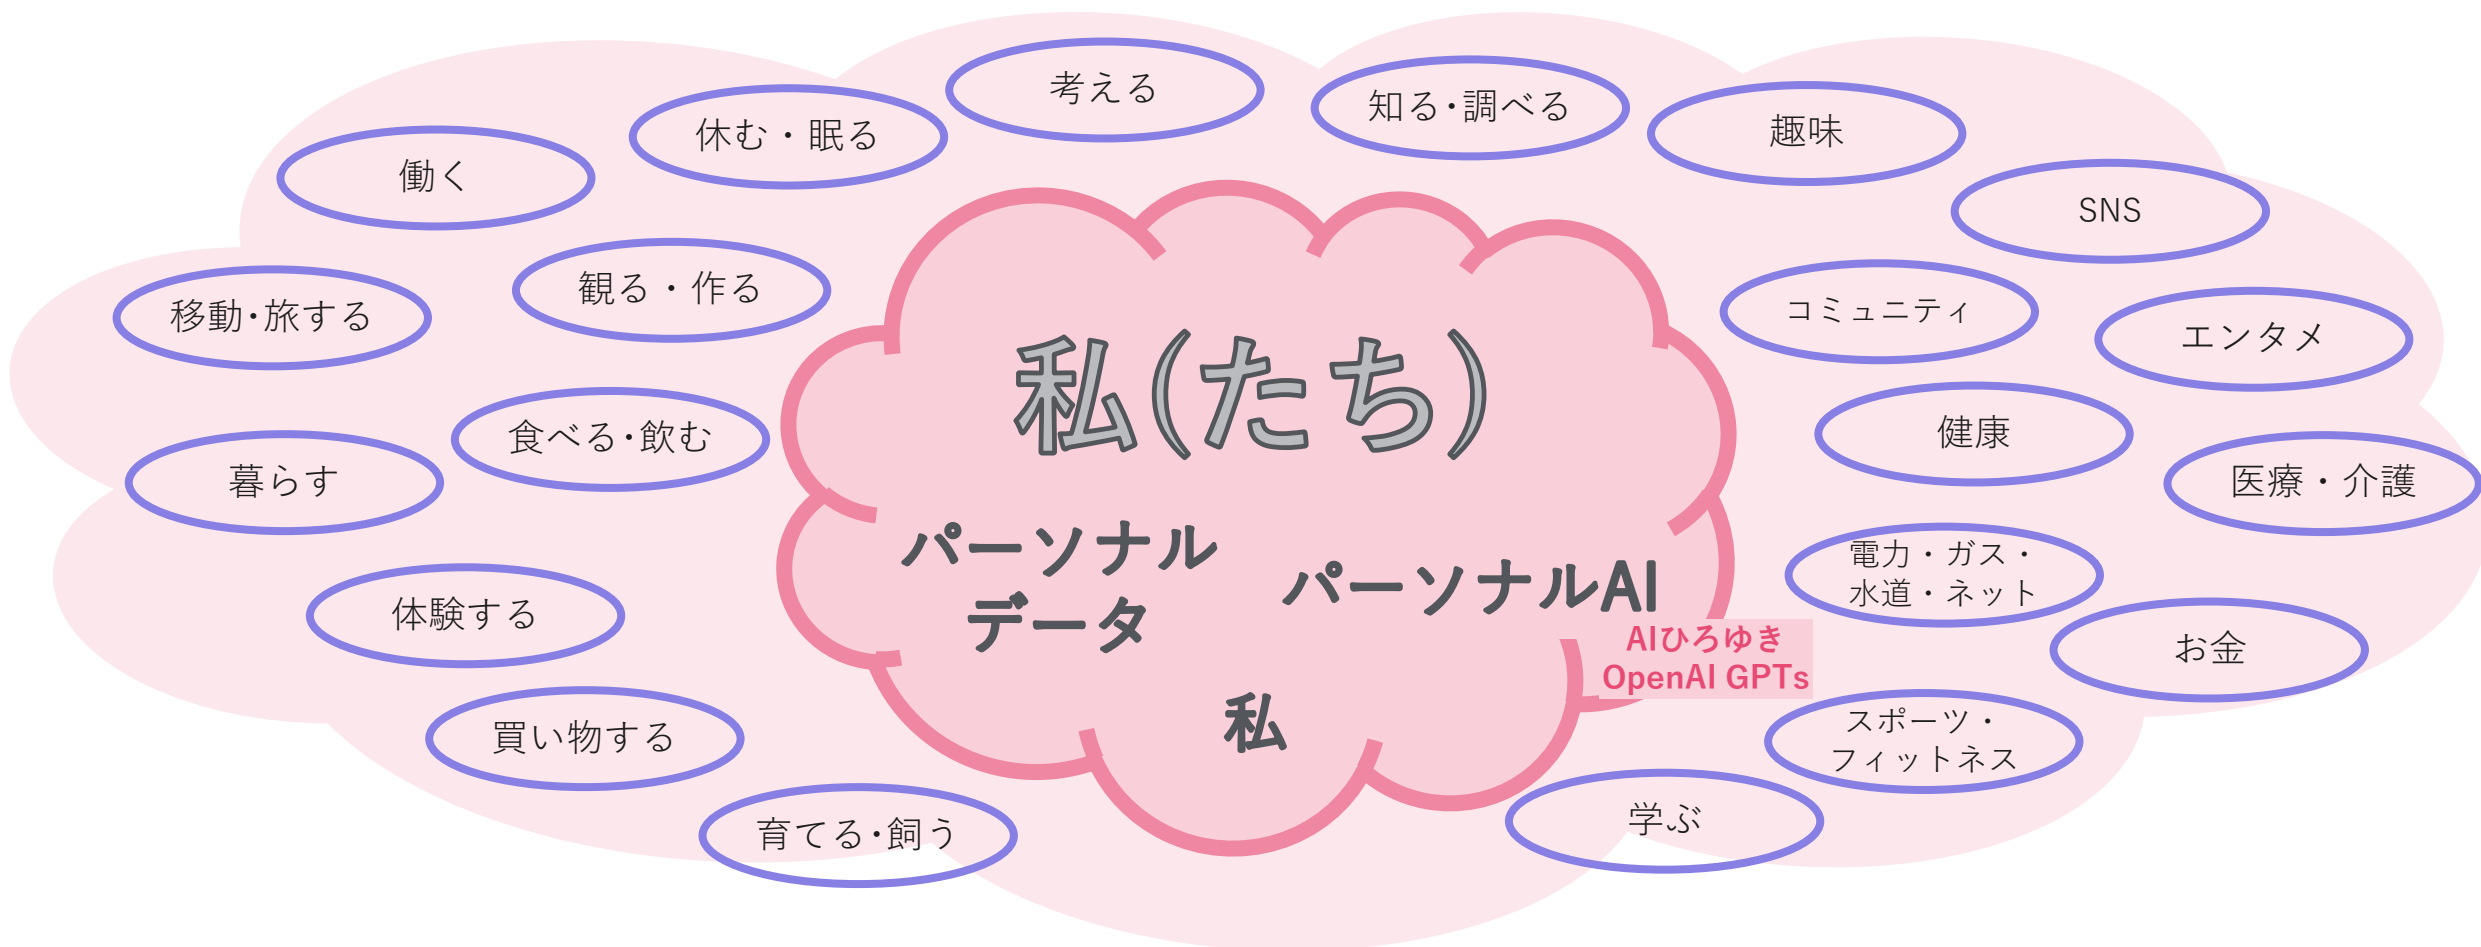 考える
知る･調べる
休む・眠る
趣味
働く
SNS
観る・作る
コミュニティ
移動･旅する
エンタメ
私(たち)
食べる･飲む
健康
暮らす
医療・介護
パーソナル
データ
パーソナルAI
電力・ガス・
水道・ネット
体験する
AIひろゆき
OpenAI GPTs
お金
私
買い物する
スポーツ・
フィットネス
育てる･飼う
学ぶ